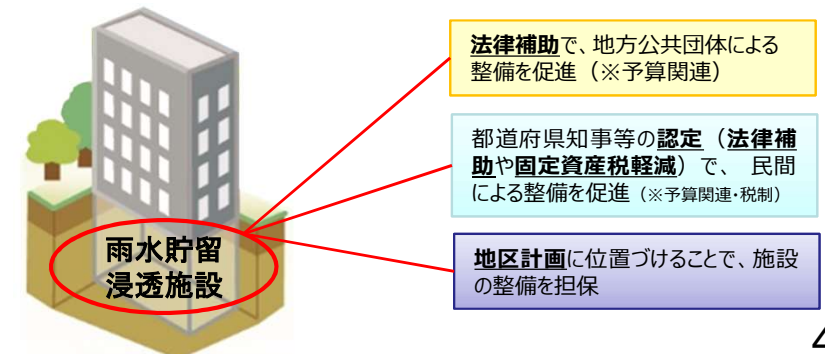 法律補助で、地方公共団体による
整備を促進（※予算関連）
都道府県知事等の認定（法律補
助や固定資産税軽減）で、 民間
による整備を促進（※予算関連・税制）
雨水貯留
浸透施設
地区計画に位置づけることで、施設
の整備を担保